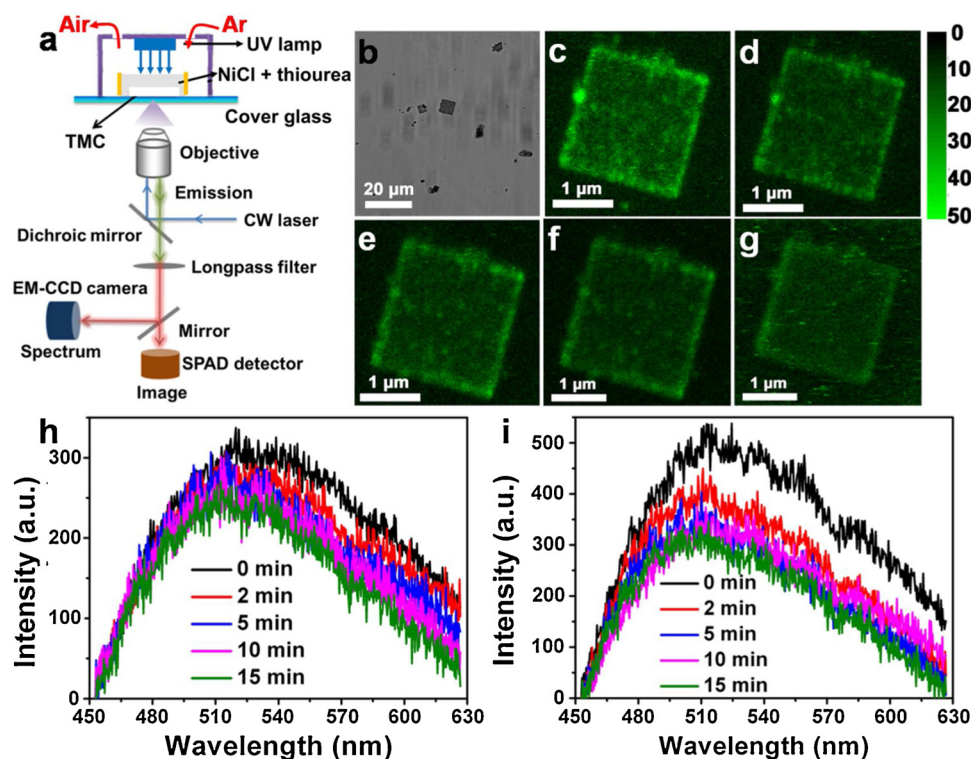 a
Air
Ar
UV lamp
NiCl + thiourea
TMC
Cover glass
Objective
Emission
CW laser
Dichroic mirror
Longpass filter
EM-CCD camera
Mirror
Spectrum
SPAD detector
Image
b
20 µm
c
1 µm
d
1 µm
0
10
20
30
40
50
e
1 µm
f
1 µm
g
1 µm
h
Intensity (a.u.)
300
200
100
0
0 min
2 min
5 min
10 min
15 min
450 480 510 540 570 600 630
Wavelength (nm)
i
Intensity (a.u.)
500
400
300
200
100
0
0 min
2 min
5 min
10 min
15 min
450 480 510 540 570 600 630
Wavelength (nm)